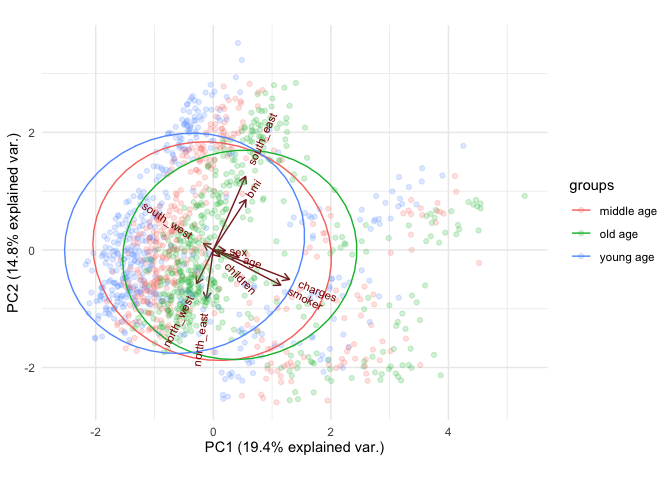 groups
middle age
old age
young age
PC2 (14.8% explained var.)
2
0
-2
south_east
bmi
south_west
sex
age
children
charges
smoker
north_west
north_east
-2
0
2
4
PC1 (19.4% explained var.)